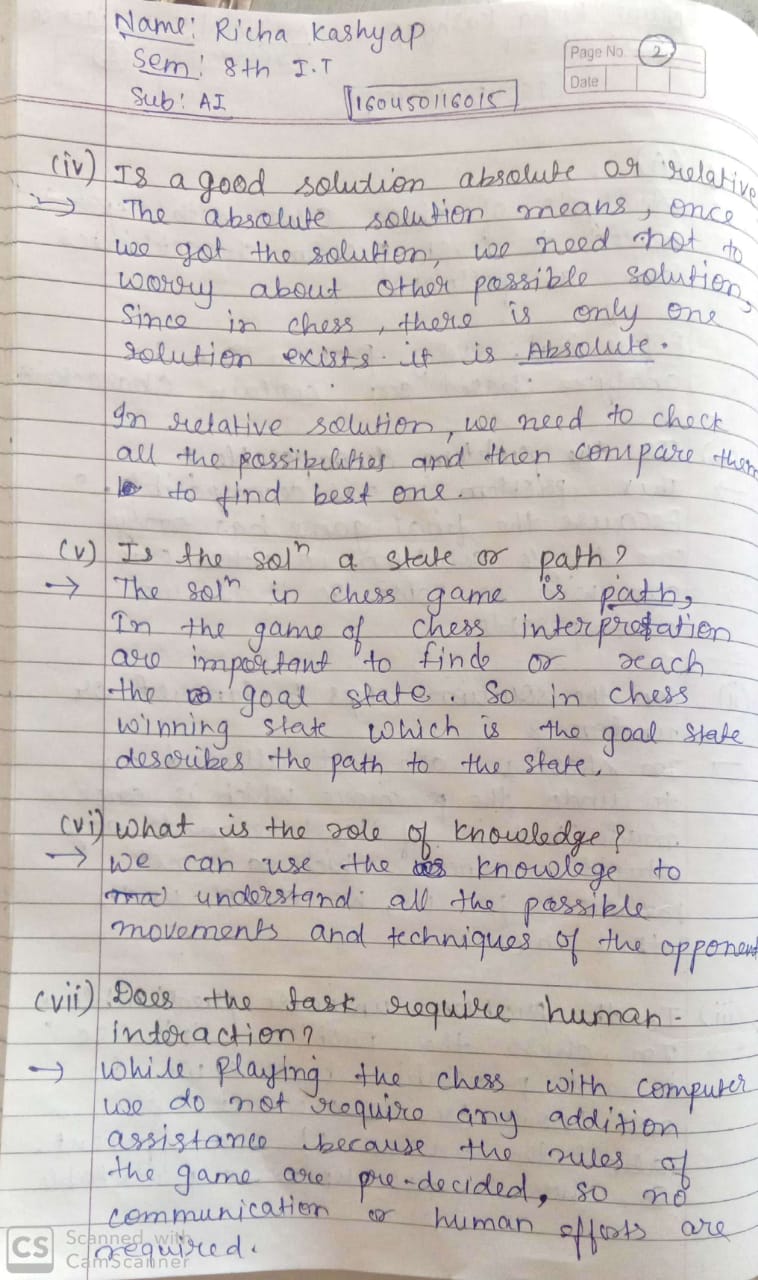 Name: Richa Kashyap
Sem: 8th I.T
Sub: AI
160450116015
Page No. 2
Date
(iv) Is a good solution absolute or relative
→ The absolute solution means, once
we got the solution, we need not to
worry about other possible solution,
Since in chess, there is only one
solution exists. it is Absolute.
In relative solution, we need to check
all the possibilities and then compare them
to find best one.
(v) Is the solⁿ a state or path?
→ The solⁿ in chess game is path,
In the game of chess interpretation
are important to find or reach
the goal state. So in chess
winning state which is the goal state
describes the path to the state.
(vi) What is the role of knowledge?
→ We can use the knowlege to
understand all the possible
movements and techniques of the opponent
(vii) Does the task require human-
interaction?
→ While playing the chess with computer
we do not require any addition
assistance because the rules of
the game are pre-decided, so no
communication or human efforts are
required.
CS Scanned with
CamScanner